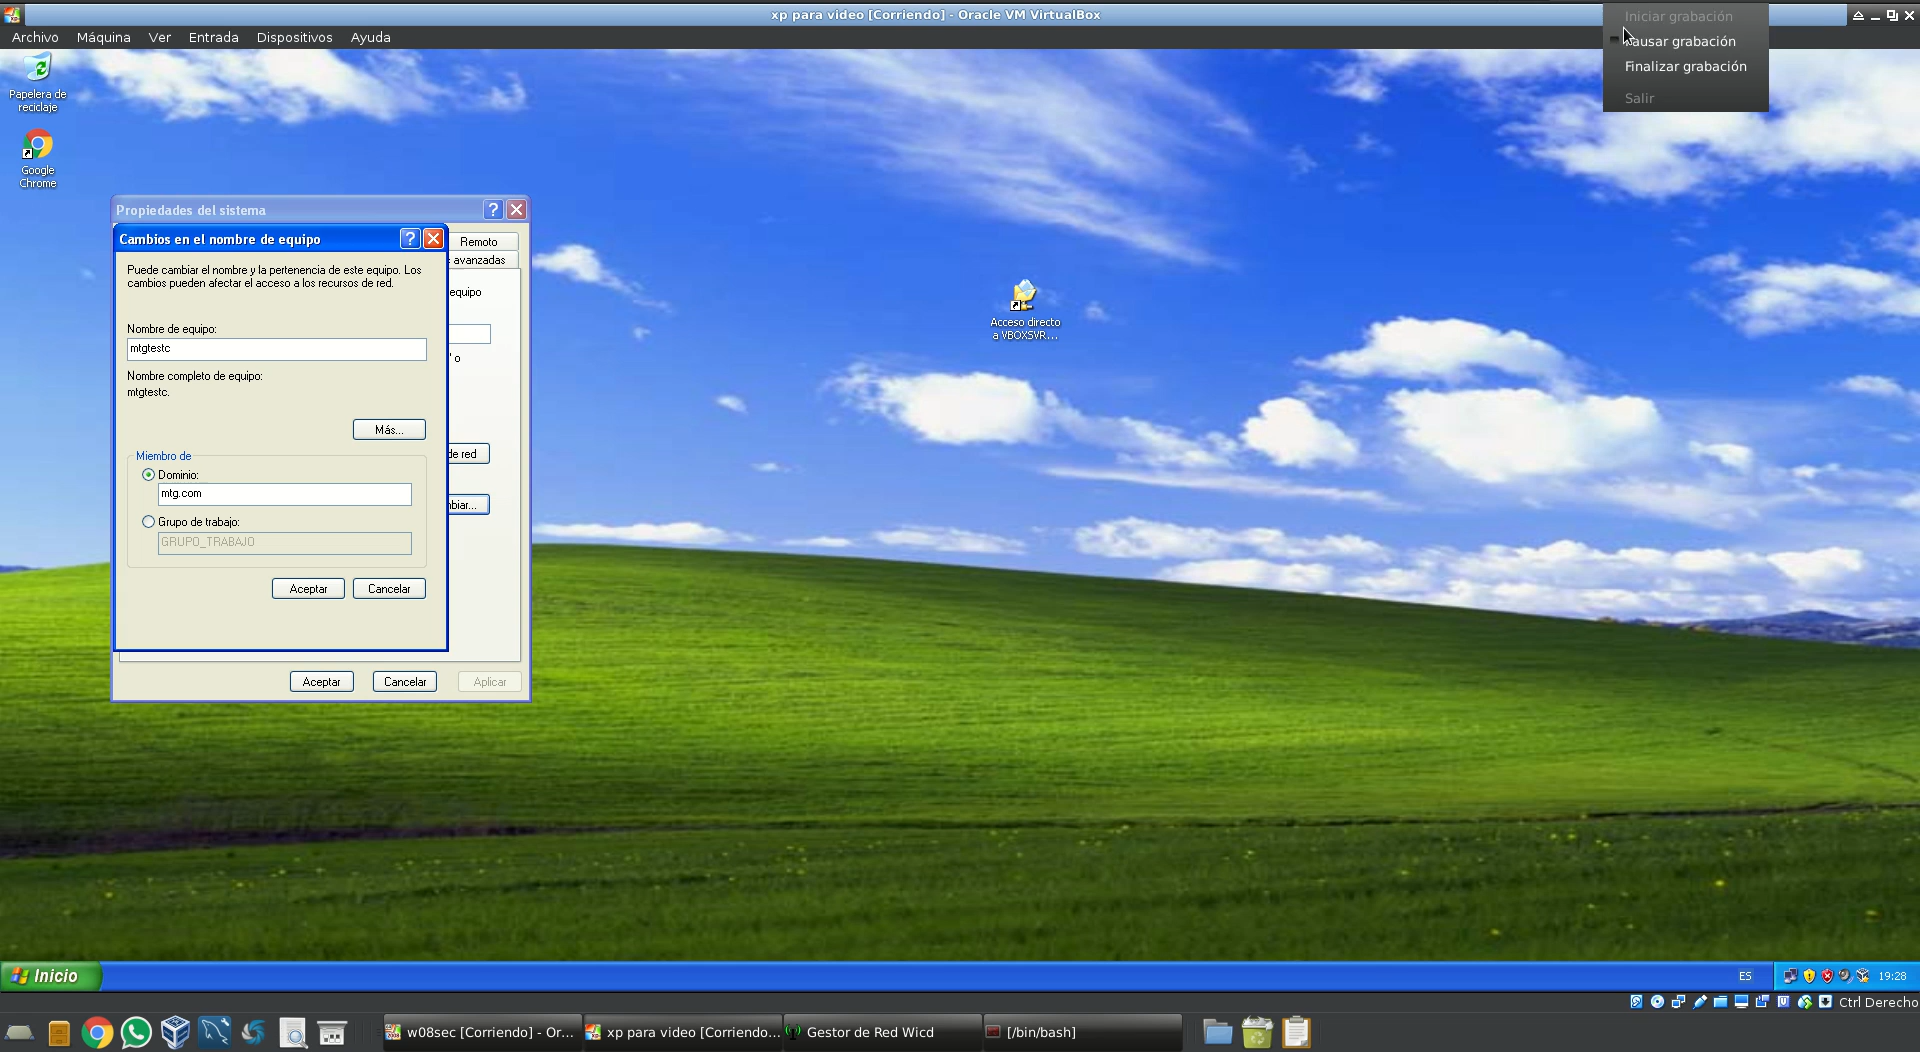 xp para video [Corriendo] - Oracle VM VirtualBox
Archivo Máquina Ver Entrada Dispositivos Ayuda
Iniciar grabación
ausar grabación
Finalizar grabación
Salir
Papelera de
reciclaje
Google
Chrome
Propiedades del sistema
Cambios en el nombre de equipo
Remoto
avanzadas
Puede cambiar el nombre y la pertenencia de este equipo. Los
cambios pueden afectar el acceso a los recursos de red.
equipo
Nombre de equipo:
mtgtestc
" o
Nombre completo de equipo:
mtgtestc.
Más...
de red
Miembro de
Dominio:
mtg.com
mbiar...
Grupo de trabajo:
GRUPO_TRABAJO
Aceptar Cancelar
Aceptar Cancelar Aplicar
Acceso directo
a VBOXSVR...
Inicio
ES
19:28
Ctrl Derecho
w08sec [Corriendo] - Or...
xp para video [Corriendo...
Gestor de Red Wicd
[/bin/bash]